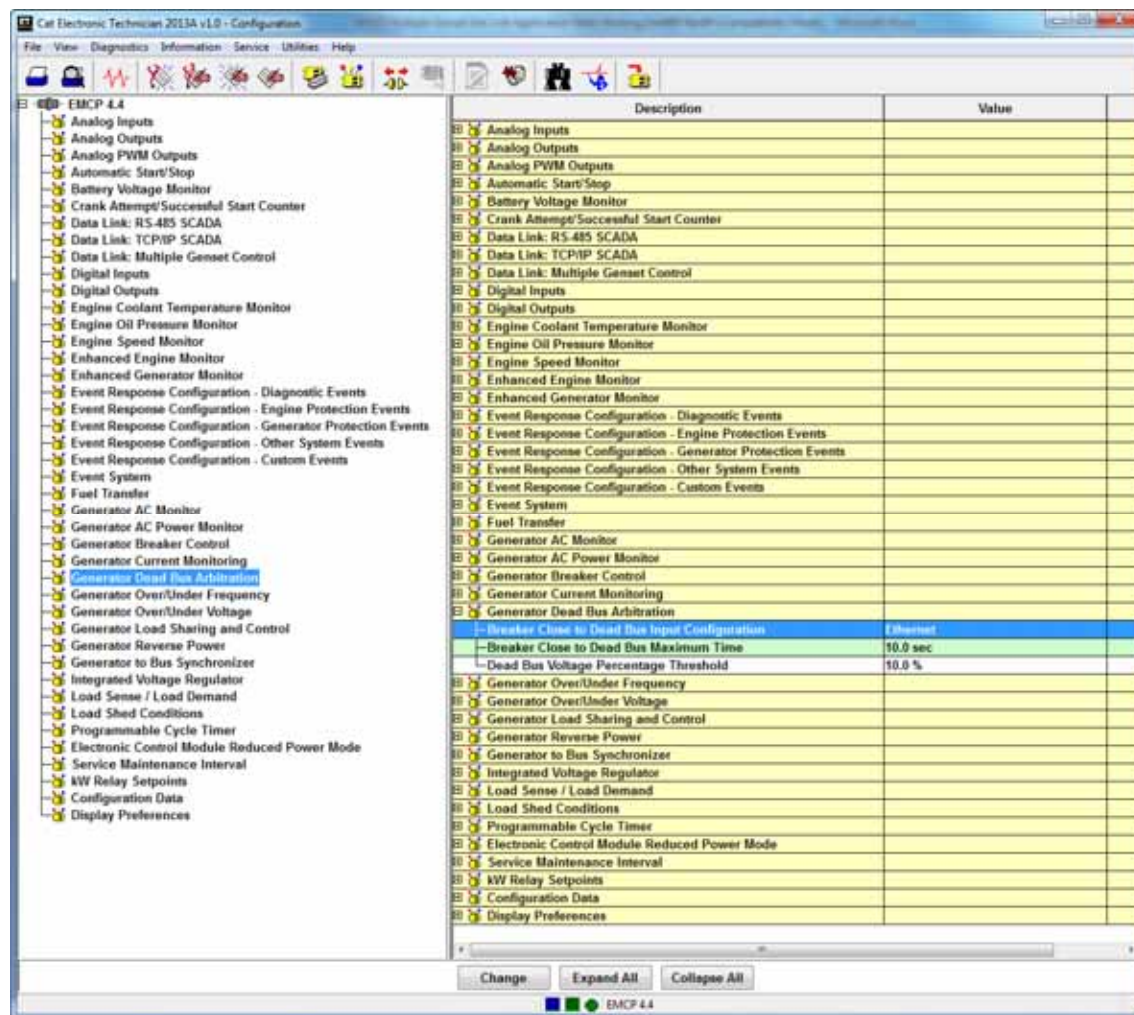 Cat Electronic Technician 2013A v1.0 - Configuration
File View Diagnostics Information Service Utilities Help
EMCP 4.4
Analog Inputs
Analog Outputs
Analog PWM Outputs
Automatic Start/Stop
Battery Voltage Monitor
Crank Attempt/Successful Start Counter
Data Link: RS-485 SCADA
Data Link: TCP/IP SCADA
Data Link: Multiple Genset Control
Digital Inputs
Digital Outputs
Engine Coolant Temperature Monitor
Engine Oil Pressure Monitor
Engine Speed Monitor
Enhanced Engine Monitor
Enhanced Generator Monitor
Event Response Configuration - Diagnostic Events
Event Response Configuration - Engine Protection Events
Event Response Configuration - Generator Protection Events
Event Response Configuration - Other System Events
Event Response Configuration - Custom Events
Event System
Fuel Transfer
Generator AC Monitor
Generator AC Power Monitor
Generator Breaker Control
Generator Current Monitoring
Generator Dead Bus Arbitration
Generator Over/Under Frequency
Generator Over/Under Voltage
Generator Load Sharing and Control
Generator Reverse Power
Generator to Bus Synchronizer
Integrated Voltage Regulator
Load Sense / Load Demand
Load Shed Conditions
Programmable Cycle Timer
Electronic Control Module Reduced Power Mode
Service Maintenance Interval
kW Relay Setpoints
Configuration Data
Display Preferences
Description Value
Analog Inputs
Analog Outputs
Analog PWM Outputs
Automatic Start/Stop
Battery Voltage Monitor
Crank Attempt/Successful Start Counter
Data Link: RS-485 SCADA
Data Link: TCP/IP SCADA
Data Link: Multiple Genset Control
Digital Inputs
Digital Outputs
Engine Coolant Temperature Monitor
Engine Oil Pressure Monitor
Engine Speed Monitor
Enhanced Engine Monitor
Enhanced Generator Monitor
Event Response Configuration - Diagnostic Events
Event Response Configuration - Engine Protection Events
Event Response Configuration - Generator Protection Events
Event Response Configuration - Other System Events
Event Response Configuration - Custom Events
Event System
Fuel Transfer
Generator AC Monitor
Generator AC Power Monitor
Generator Breaker Control
Generator Current Monitoring
Generator Dead Bus Arbitration
Breaker Close to Dead Bus Input Configuration Ethernet
Breaker Close to Dead Bus Maximum Time 10.0 sec
Dead Bus Voltage Percentage Threshold 10.0 %
Generator Over/Under Frequency
Generator Over/Under Voltage
Generator Load Sharing and Control
Generator Reverse Power
Generator to Bus Synchronizer
Integrated Voltage Regulator
Load Sense / Load Demand
Load Shed Conditions
Programmable Cycle Timer
Electronic Control Module Reduced Power Mode
Service Maintenance Interval
kW Relay Setpoints
Configuration Data
Display Preferences
Change Expand All Collapse All
EMCP 4.4